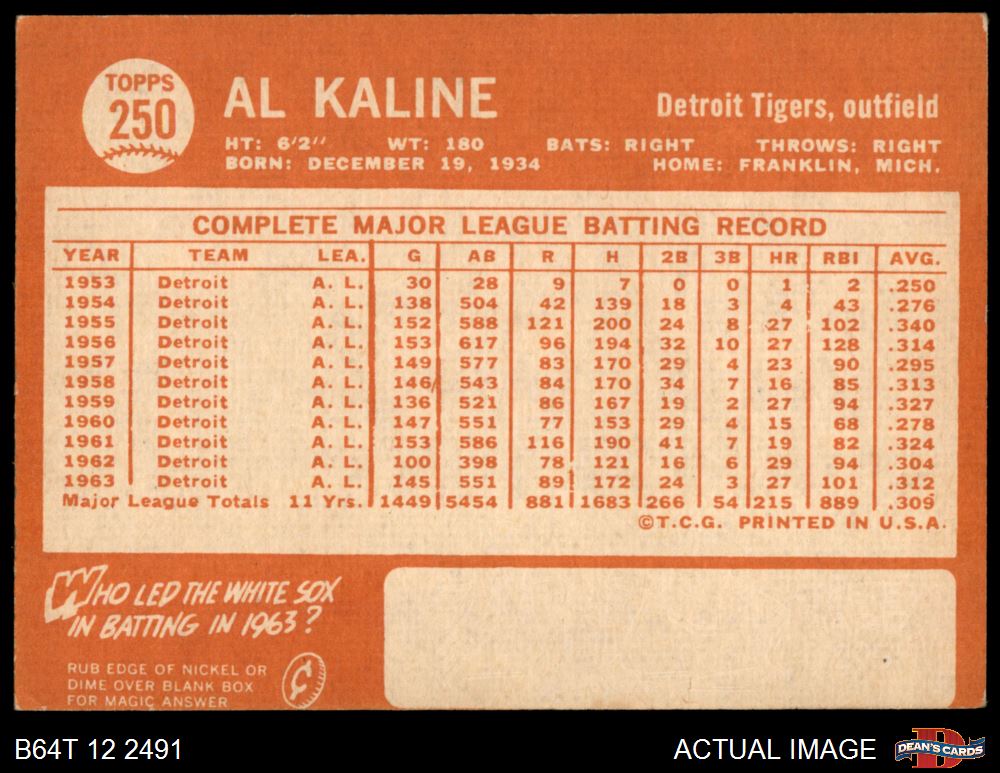 TOPPS
250
AL KALINE
Detroit Tigers, outfield
HT: 6'2" WT: 180 BATS: RIGHT THROWS: RIGHT
BORN: DECEMBER 19, 1934 HOME: FRANKLIN, MICH.
COMPLETE MAJOR LEAGUE BATTING RECORD
YEAR TEAM LEA. G AB R H 2B 3B HR RBI AVG.
1953 Detroit A. L. 30 28 9 7 0 0 1 2 .250
1954 Detroit A. L. 138 504 42 139 18 3 4 43 .276
1955 Detroit A. L. 152 588 121 200 24 8 27 102 .340
1956 Detroit A. L. 153 617 96 194 32 10 27 128 .314
1957 Detroit A. L. 149 577 83 170 29 4 23 90 .295
1958 Detroit A. L. 146 543 84 170 34 7 16 85 .313
1959 Detroit A. L. 136 521 86 167 19 2 27 94 .327
1960 Detroit A. L. 147 551 77 153 29 4 15 68 .278
1961 Detroit A. L. 153 586 116 190 41 7 19 82 .324
1962 Detroit A. L. 100 398 78 121 16 6 29 94 .304
1963 Detroit A. L. 145 551 89 172 24 3 27 101 .312
Major League Totals 11 Yrs. 1449 5454 881 1683 266 54 215 889 .309
©T.C.G. PRINTED IN U.S.A.
WHO LED THE WHITE SOX
IN BATTING IN 1963?
RUB EDGE OF NICKEL OR
DIME OVER BLANK BOX
FOR MAGIC ANSWER
¢
B64T 12 2491
ACTUAL IMAGE
D
DEAN'S CARDS